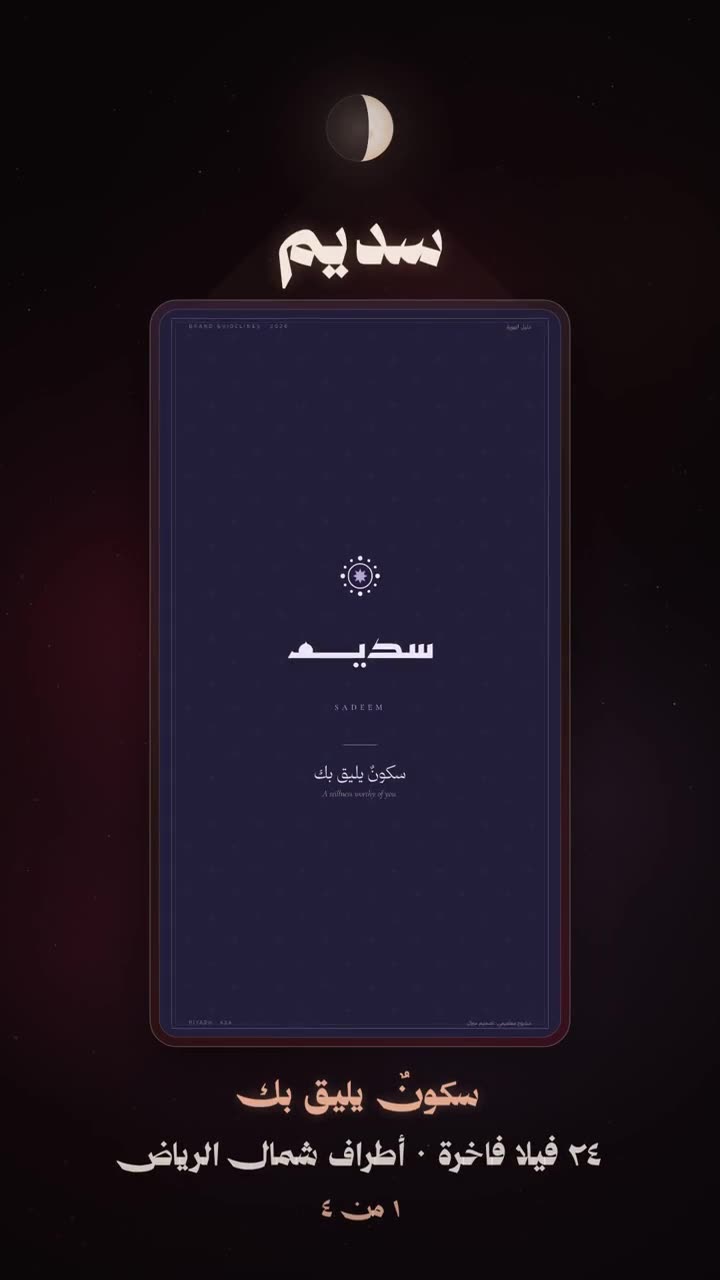 سديم
BRAND GUIDELINES · 2026
دليل الهوية
سديم
SADEEM
سكونٌ يليق بك
A stillness worthy of you
RIYADH · KSA
سكونٌ يليق بك
٢٤ فيلا فاخرة · أطراف شمال الرياض
١ من ٤